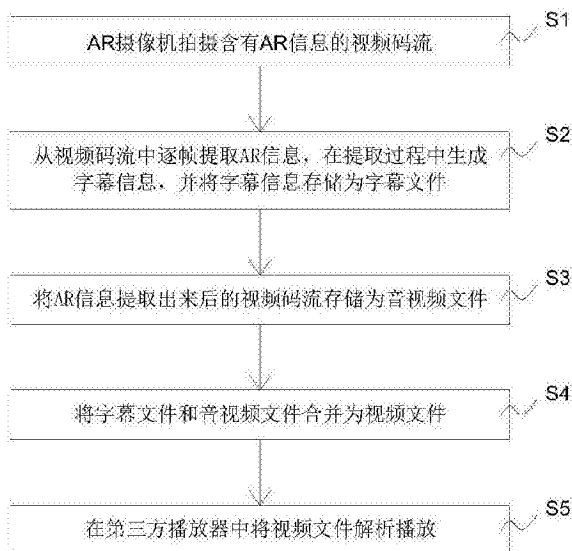 AR摄像机拍摄含有AR信息的视频码流
S1
从视频码流中逐帧提取AR信息，在提取过程中生成
字幕信息，并将字幕信息存储为字幕文件
S2
将AR信息提取出来后的视频码流存储为音视频文件
S3
将字幕文件和音视频文件合并为视频文件
S4
在第三方播放器中将视频文件解析播放
S5